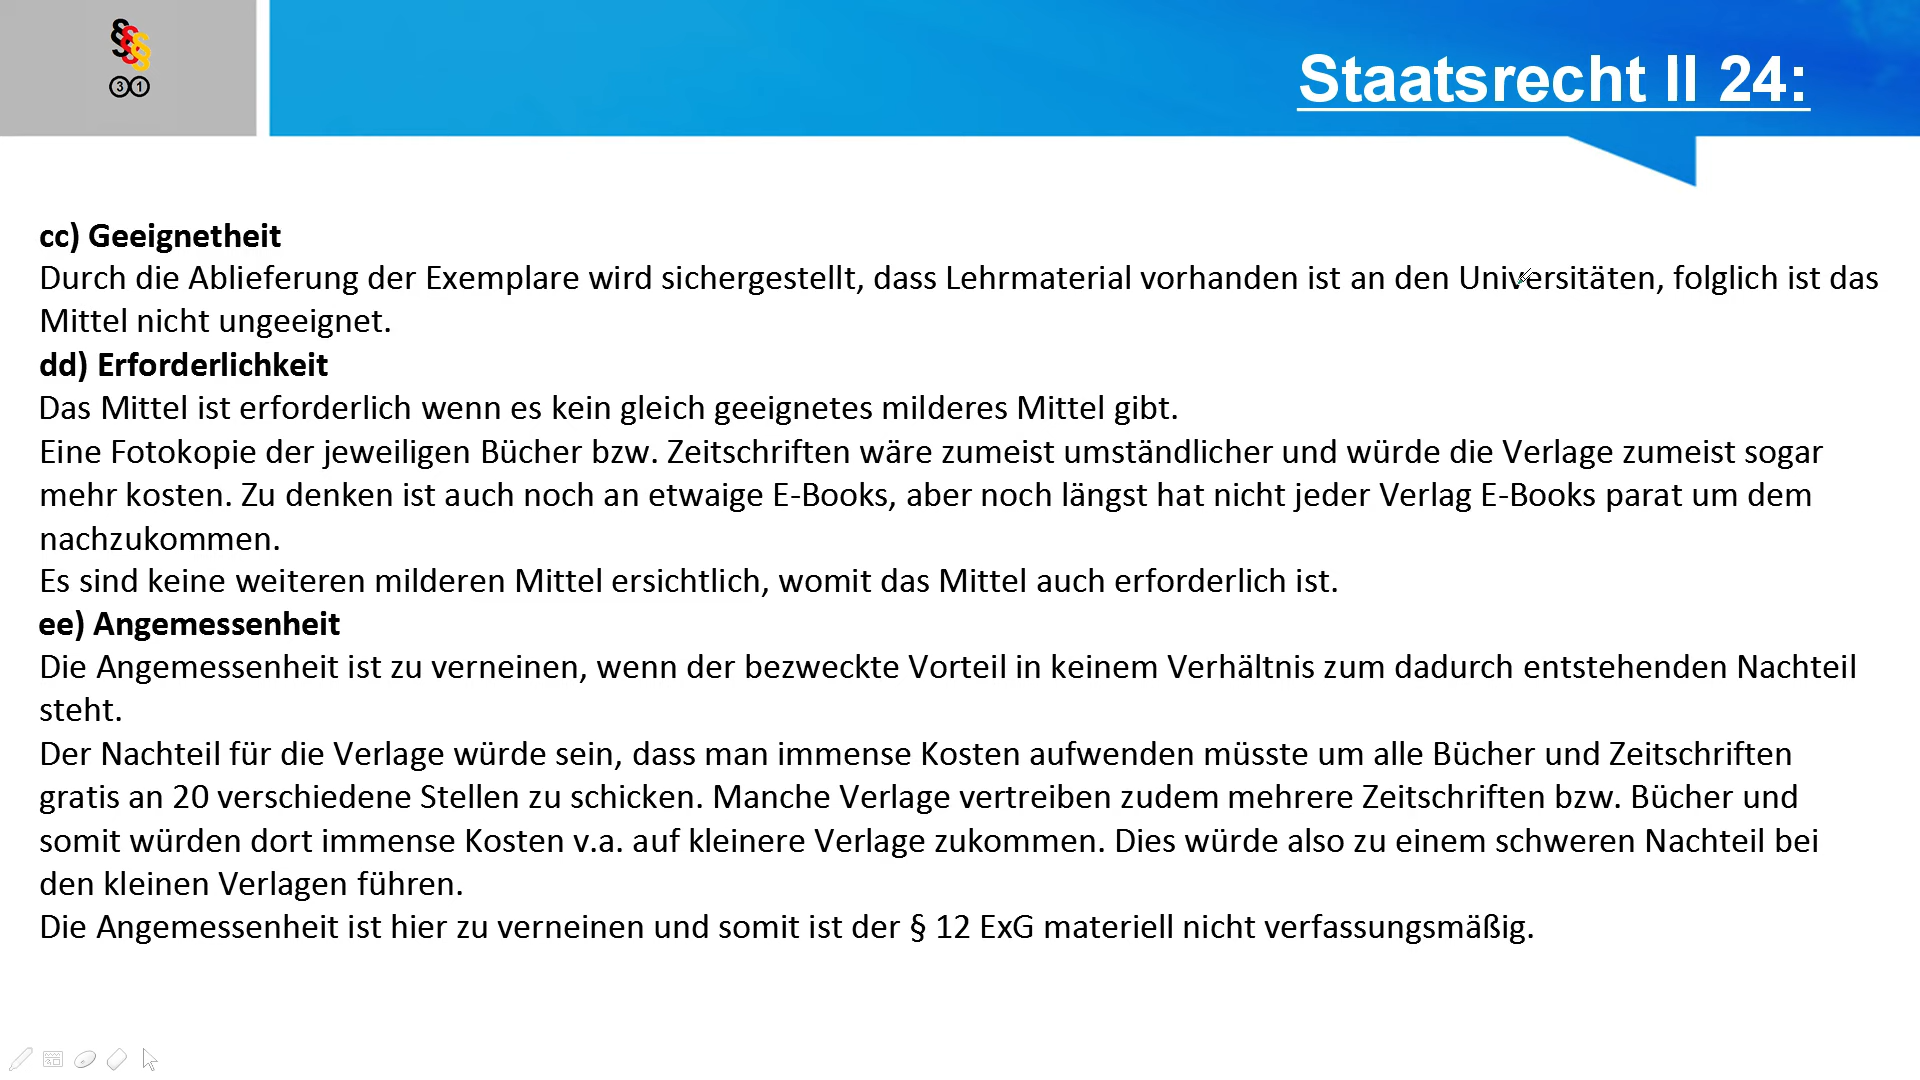 §§§
31
Staatsrecht II 24:
cc) Geeignetheit
Durch die Ablieferung der Exemplare wird sichergestellt, dass Lehrmaterial vorhanden ist an den Universitäten, folglich ist das
Mittel nicht ungeeignet.
dd) Erforderlichkeit
Das Mittel ist erforderlich wenn es kein gleich geeignetes milderes Mittel gibt.
Eine Fotokopie der jeweiligen Bücher bzw. Zeitschriften wäre zumeist umständlicher und würde die Verlage zumeist sogar
mehr kosten. Zu denken ist auch noch an etwaige E-Books, aber noch längst hat nicht jeder Verlag E-Books parat um dem
nachzukommen.
Es sind keine weiteren milderen Mittel ersichtlich, womit das Mittel auch erforderlich ist.
ee) Angemessenheit
Die Angemessenheit ist zu verneinen, wenn der bezweckte Vorteil in keinem Verhältnis zum dadurch entstehenden Nachteil
steht.
Der Nachteil für die Verlage würde sein, dass man immense Kosten aufwenden müsste um alle Bücher und Zeitschriften
gratis an 20 verschiedene Stellen zu schicken. Manche Verlage vertreiben zudem mehrere Zeitschriften bzw. Bücher und
somit würden dort immense Kosten v.a. auf kleinere Verlage zukommen. Dies würde also zu einem schweren Nachteil bei
den kleinen Verlagen führen.
Die Angemessenheit ist hier zu verneinen und somit ist der § 12 ExG materiell nicht verfassungsmäßig.